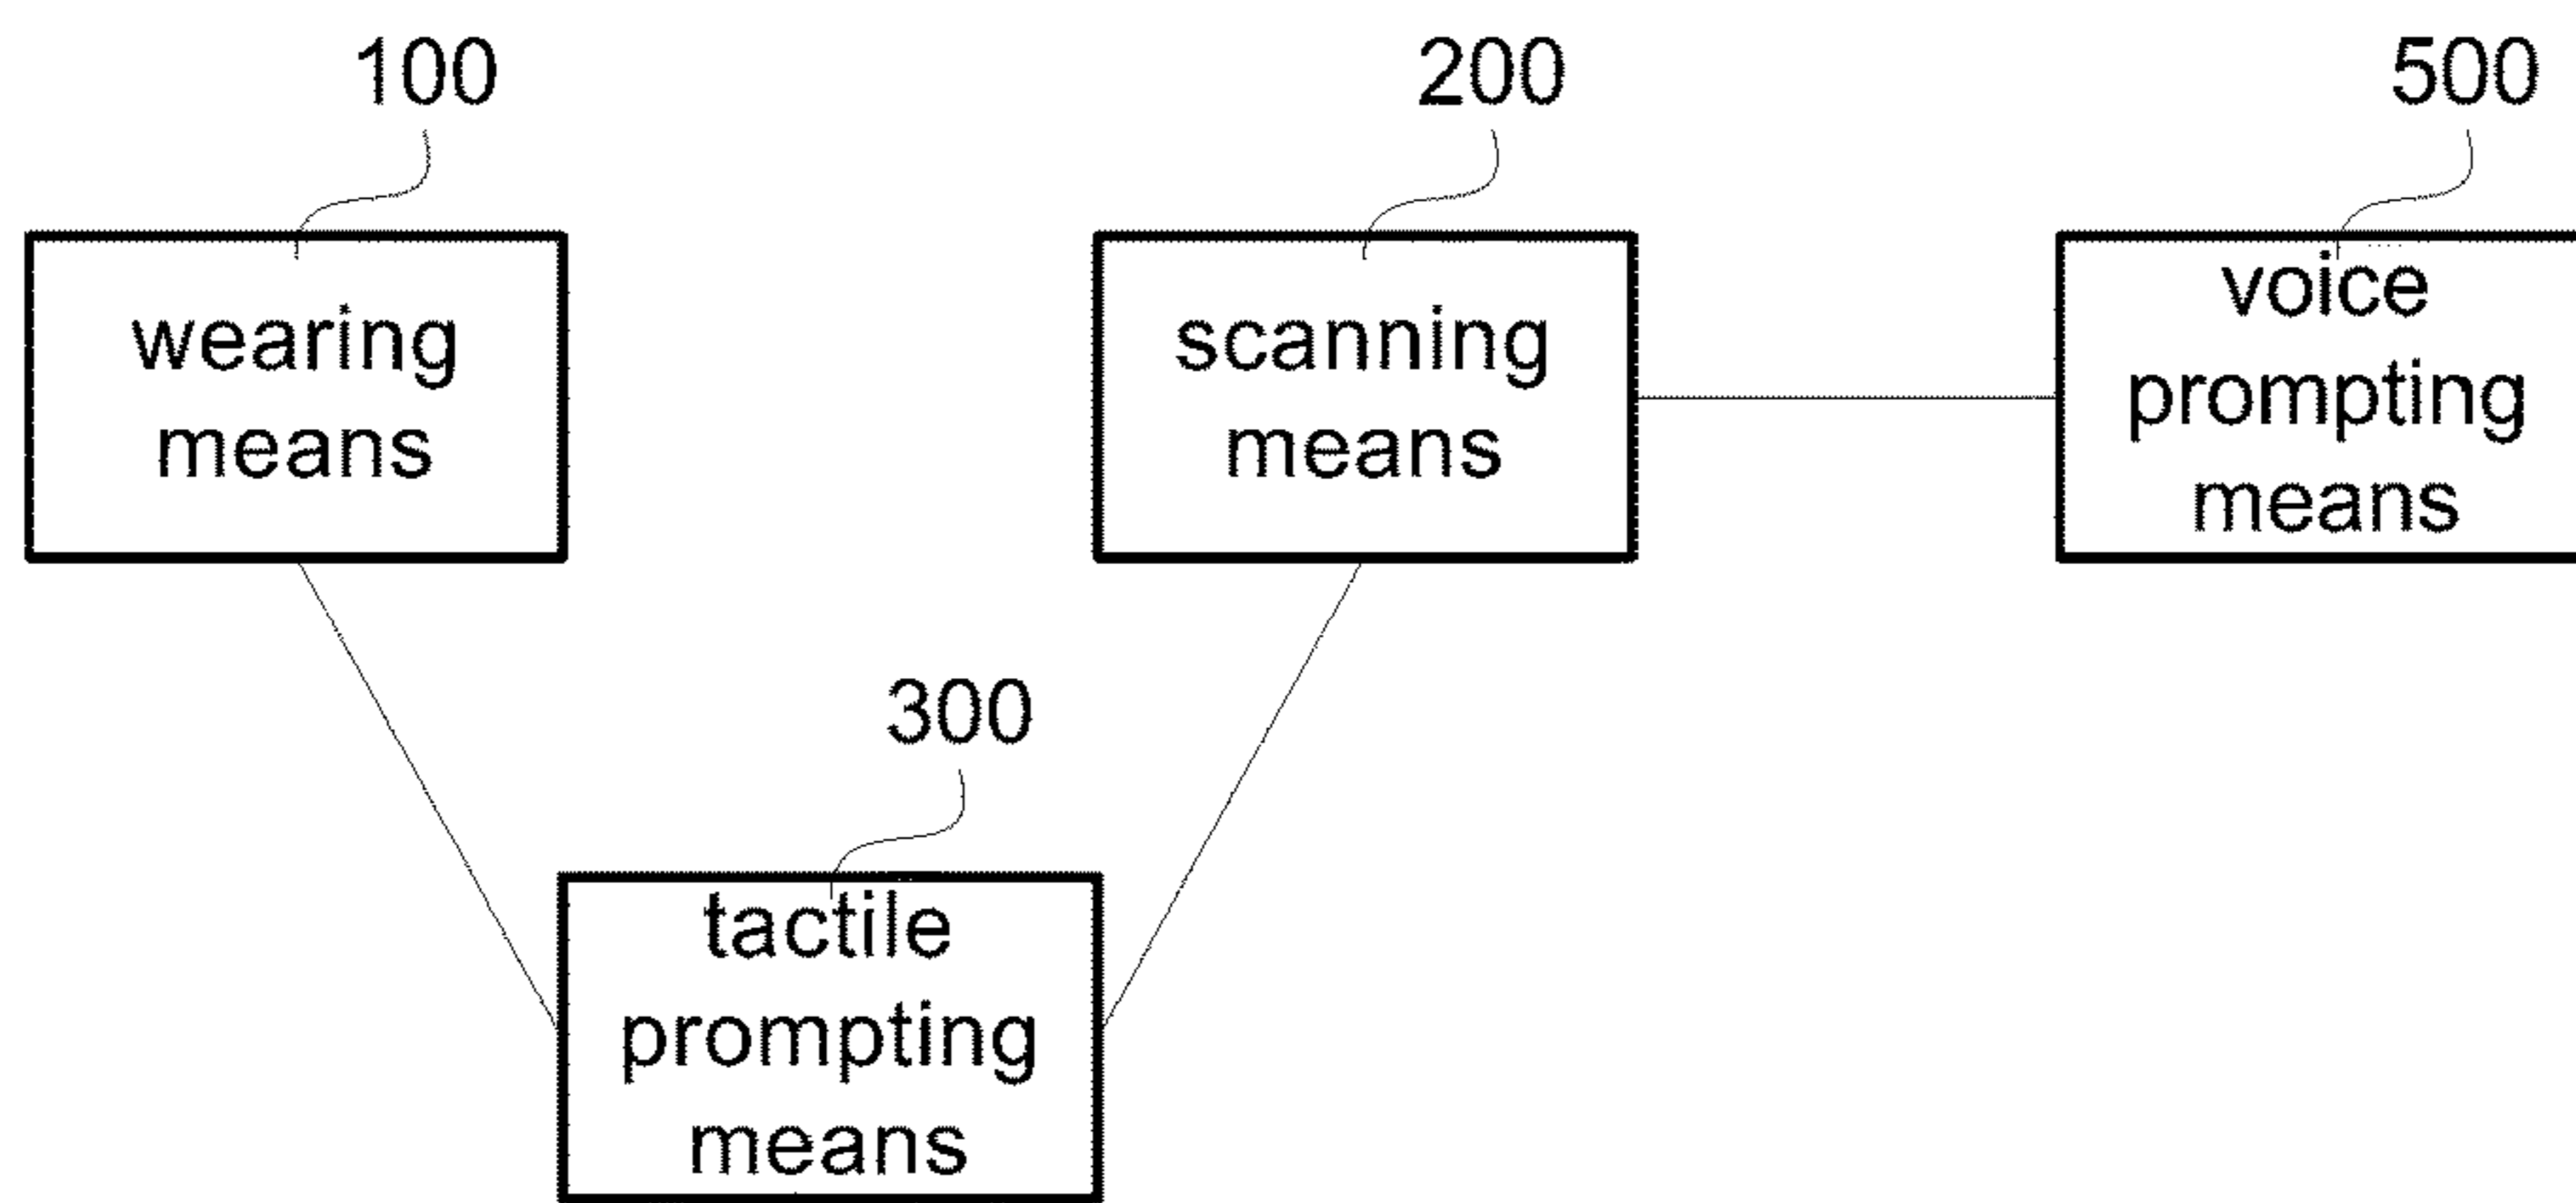 100
200
500
wearing
means
scanning
means
voice
prompting
means
300
tactile
prompting
means